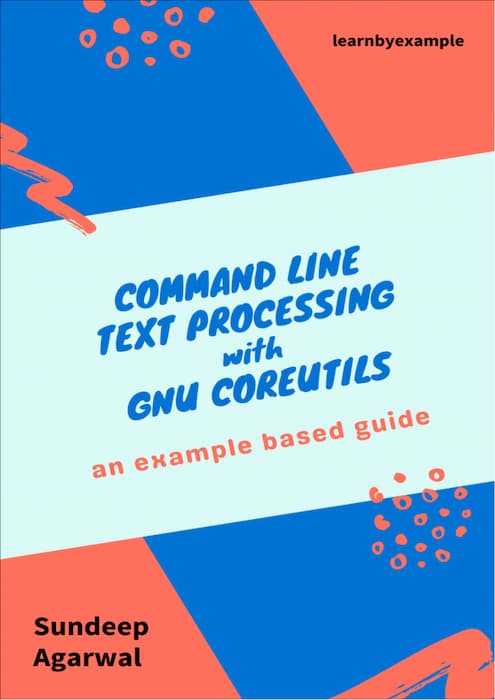 learnbyexample
COMMAND LINE
TEXT PROCESSING
with
GNU COREUTILS
an example based guide
Sundeep
Agarwal